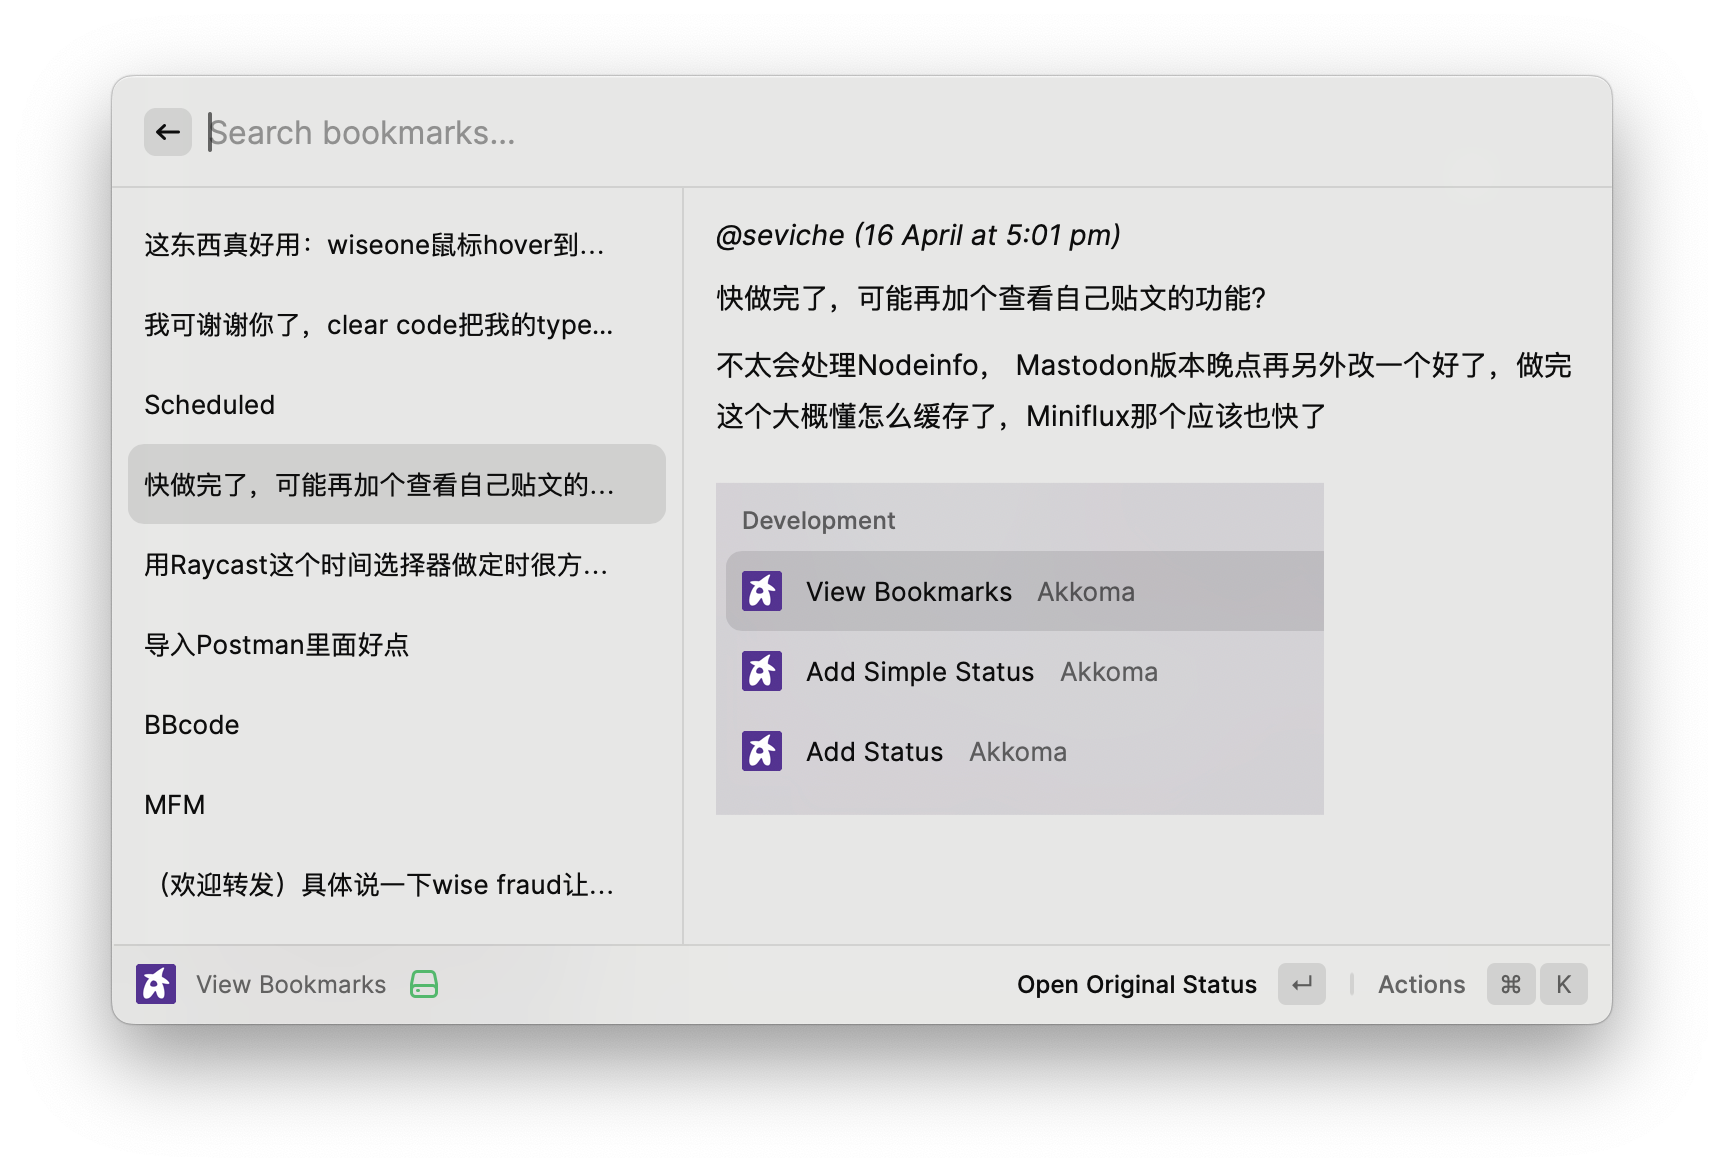 Search bookmarks...
这东西真好用：wiseone鼠标hover到...
我可谢谢你了，clear code把我的type...
Scheduled
快做完了，可能再加个查看自己贴文的...
用Raycast这个时间选择器做定时很方...
导入Postman里面好点
BBcode
MFM
（欢迎转发）具体说一下wise fraud让...
@seviche (16 April at 5:01 pm)
快做完了，可能再加个查看自己贴文的功能?
不太会处理Nodeinfo， Mastodon版本晚点再另外改一个好了，做完
这个大概懂怎么缓存了，Miniflux那个应该也快了
Development
View Bookmarks Akkoma
Add Simple Status Akkoma
Add Status Akkoma
View Bookmarks
Open Original Status ↵ | Actions ⌘ K